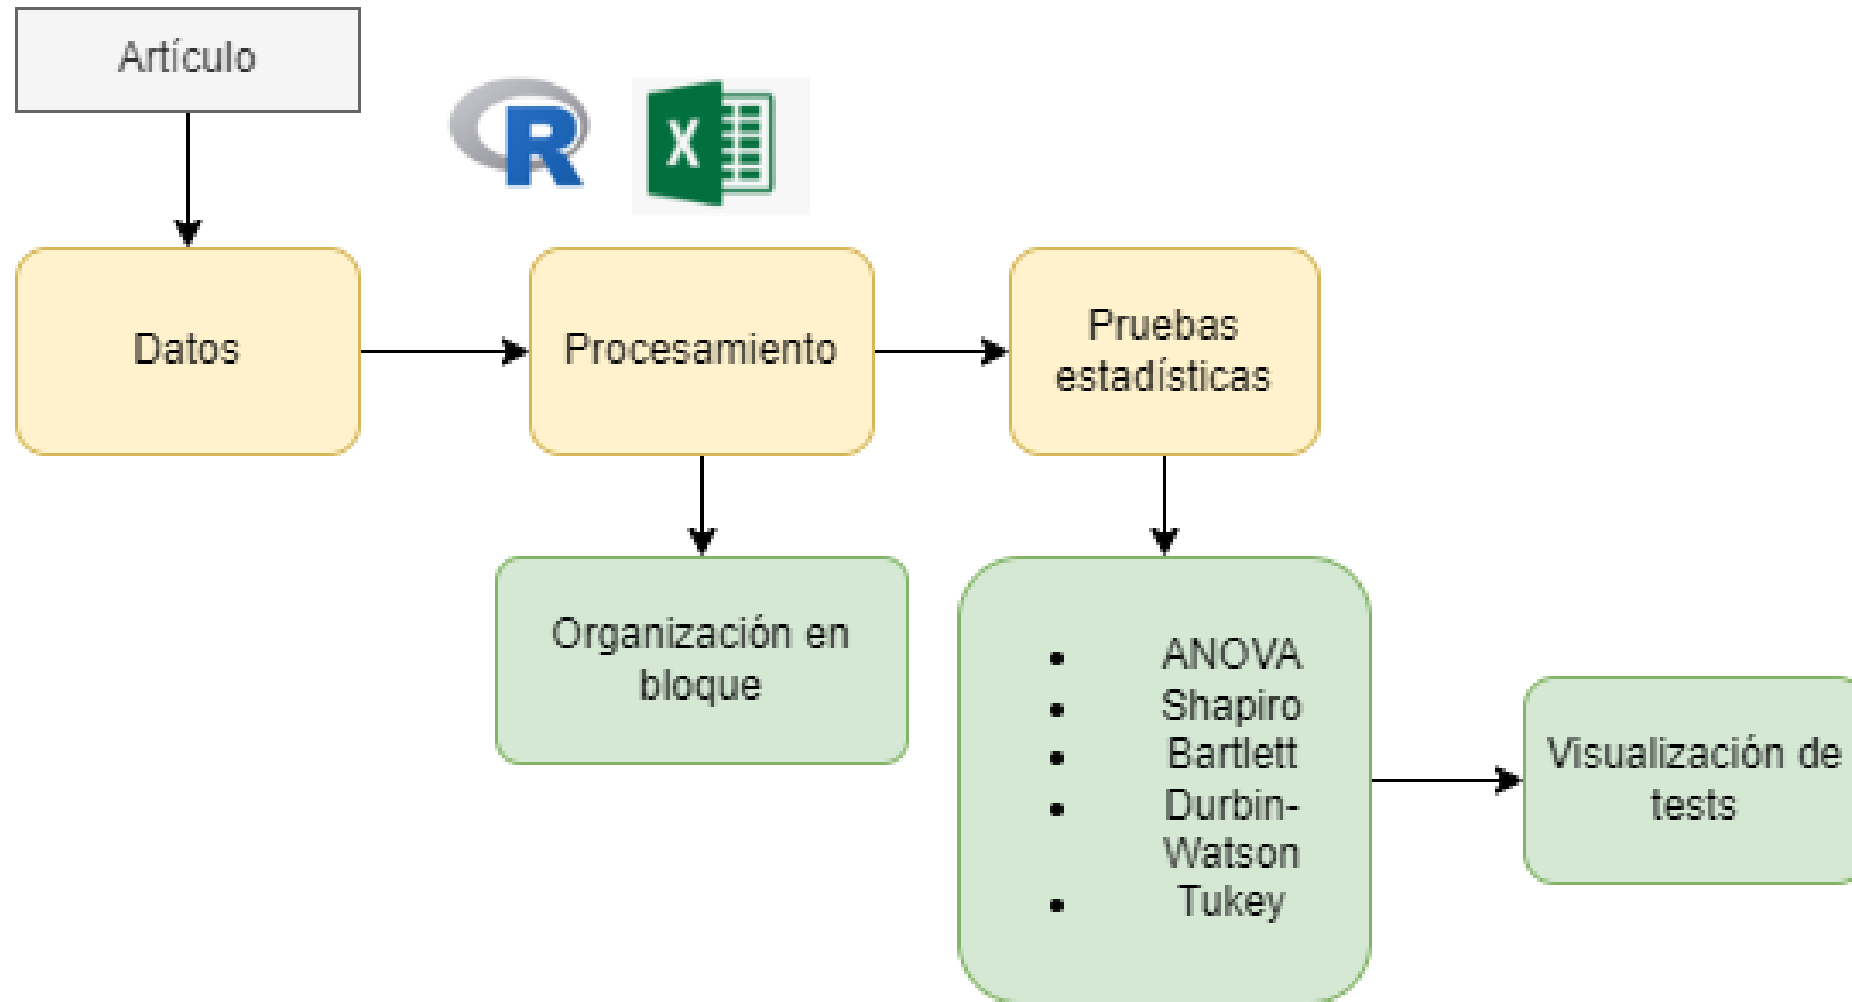 Artículo
R
X
Datos
Procesamiento
Pruebas
estadísticas
Organización en
bloque
• ANOVA
• Shapiro
• Bartlett
• Durbin-
Watson
• Tukey
Visualización de
tests